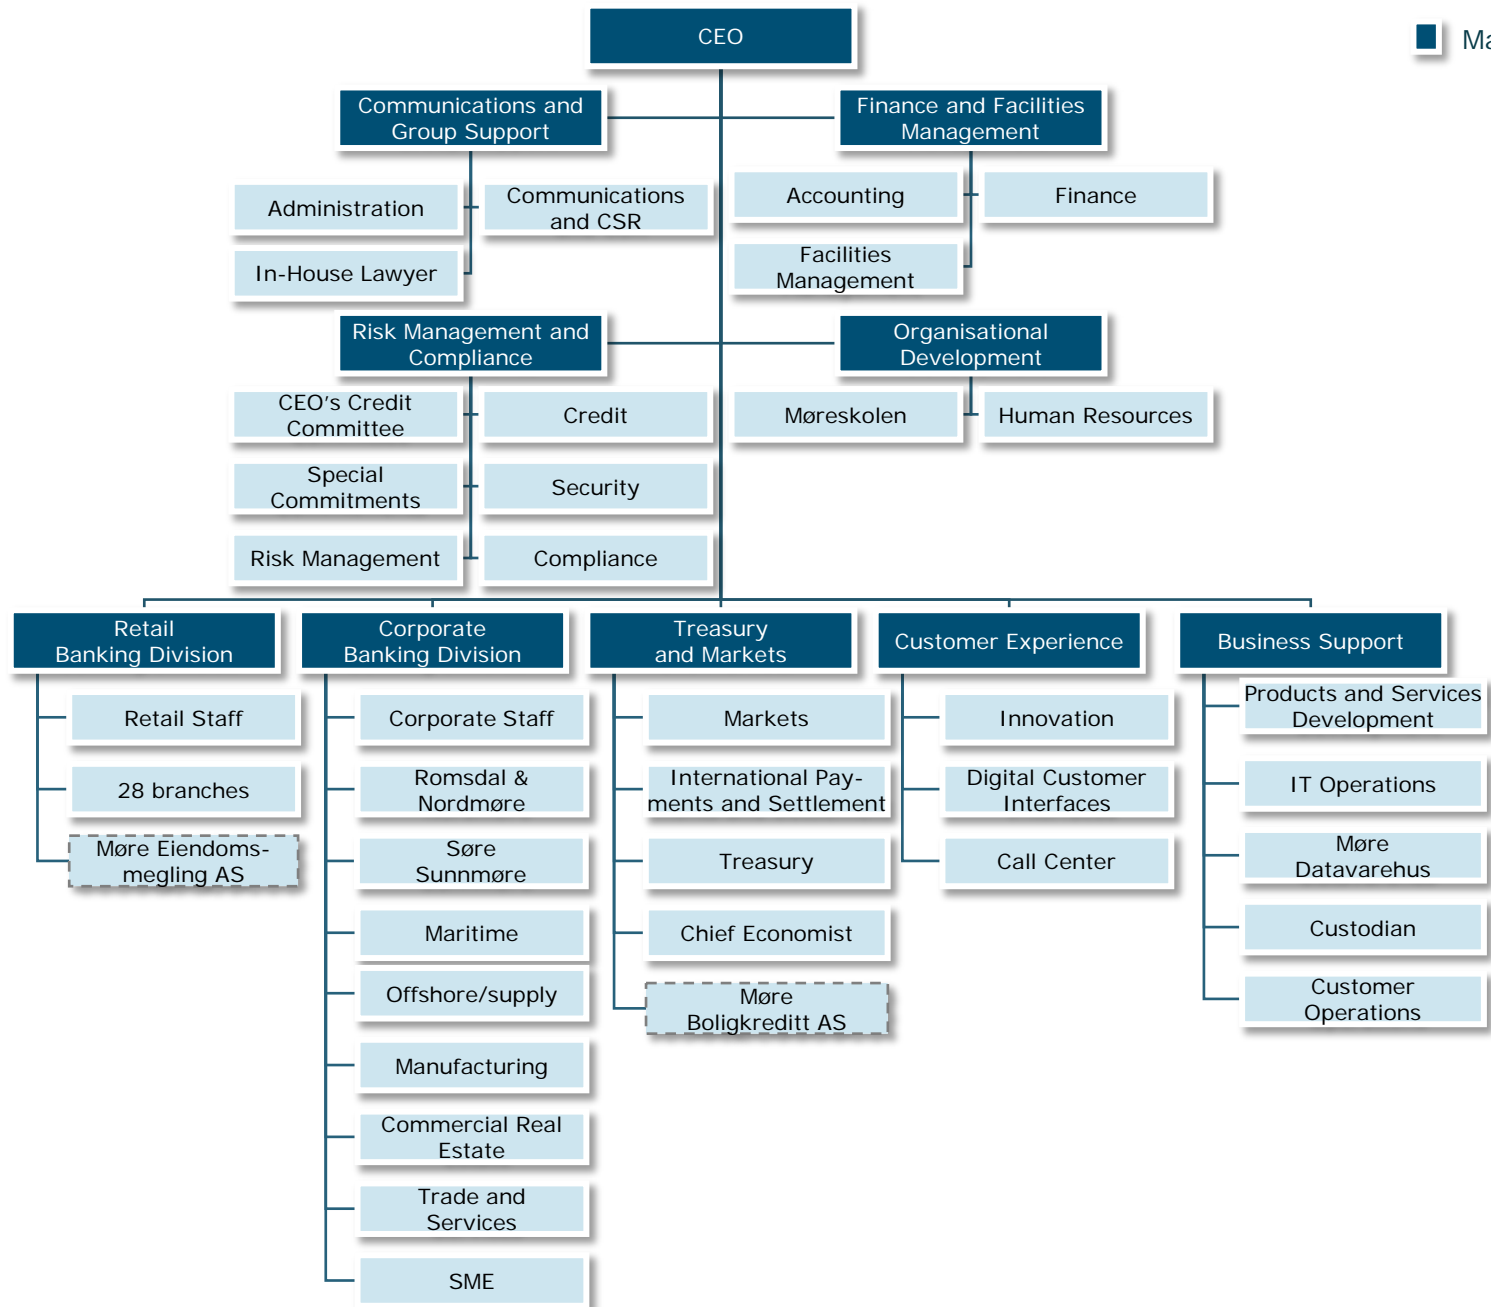 CEO
Communications and
Group Support
Finance and Facilities
Management
Administration
Communications
and CSR
In-House Lawyer
Accounting
Finance
Facilities
Management
Risk Management and
Compliance
Organisational
Development
CEO's Credit
Committee
Credit
Special
Commitments
Security
Risk Management
Compliance
Møreskolen
Human Resources
Retail
Banking Division
Retail Staff
28 branches
Møre Eiendoms-
megling AS
Corporate
Banking Division
Corporate Staff
Romsdal &
Nordmøre
Søre
Sunnmøre
Maritime
Offshore/supply
Manufacturing
Commercial Real
Estate
Trade and
Services
SME
Treasury
and Markets
Markets
International Pay-
ments and Settlement
Treasury
Chief Economist
Møre
Boligkreditt AS
Customer Experience
Innovation
Digital Customer
Interfaces
Call Center
Business Support
Products and Services
Development
IT Operations
Møre
Datavarehus
Custodian
Customer
Operations